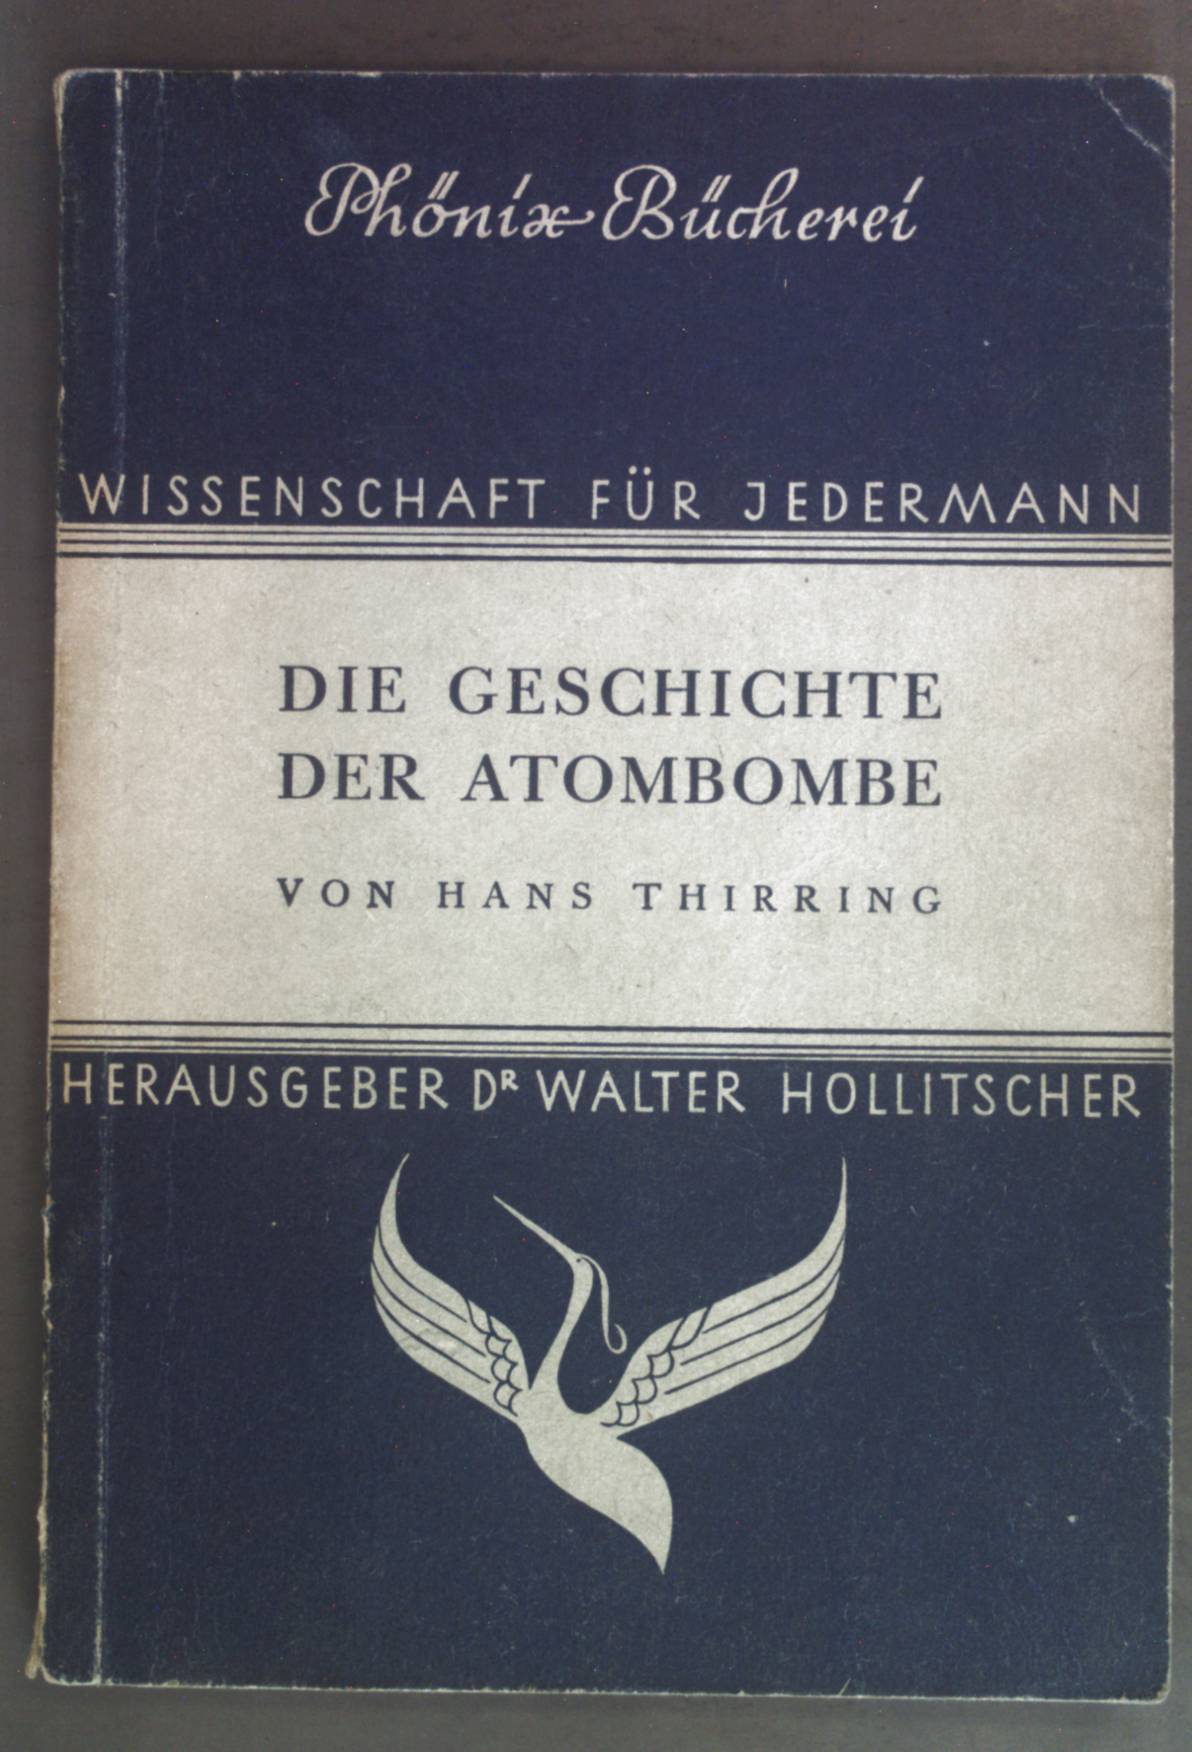 Phönix-Bücherei
WISSENSCHAFT FÜR JEDERMANN
DIE GESCHICHTE
DER ATOMBOMBE
VON HANS THIRRING
HERAUSGEBER DR WALTER HOLLITSCHER